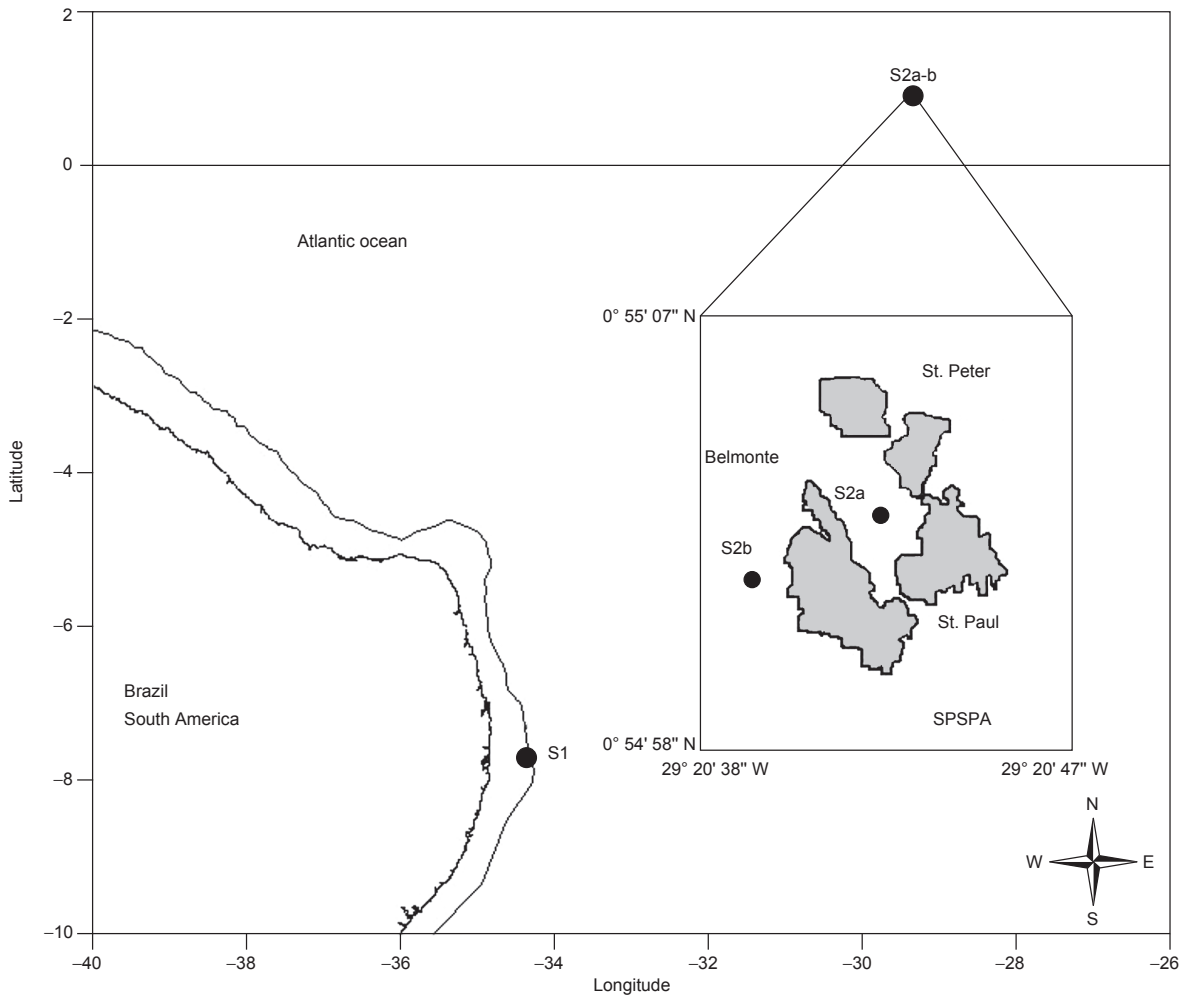 2
S2a-b
0
Atlantic ocean
–2
0° 55' 07" N
St. Peter
–4
Belmonte
Latitude
S2a
S2b
–6
St. Paul
Brazil
South America
SPSPA
0° 54' 58" N
S1
29° 20' 38" W
29° 20' 47" W
–8
N
W
E
S
–10
–40
–38
–36
–34
–32
–30
–28
–26
Longitude